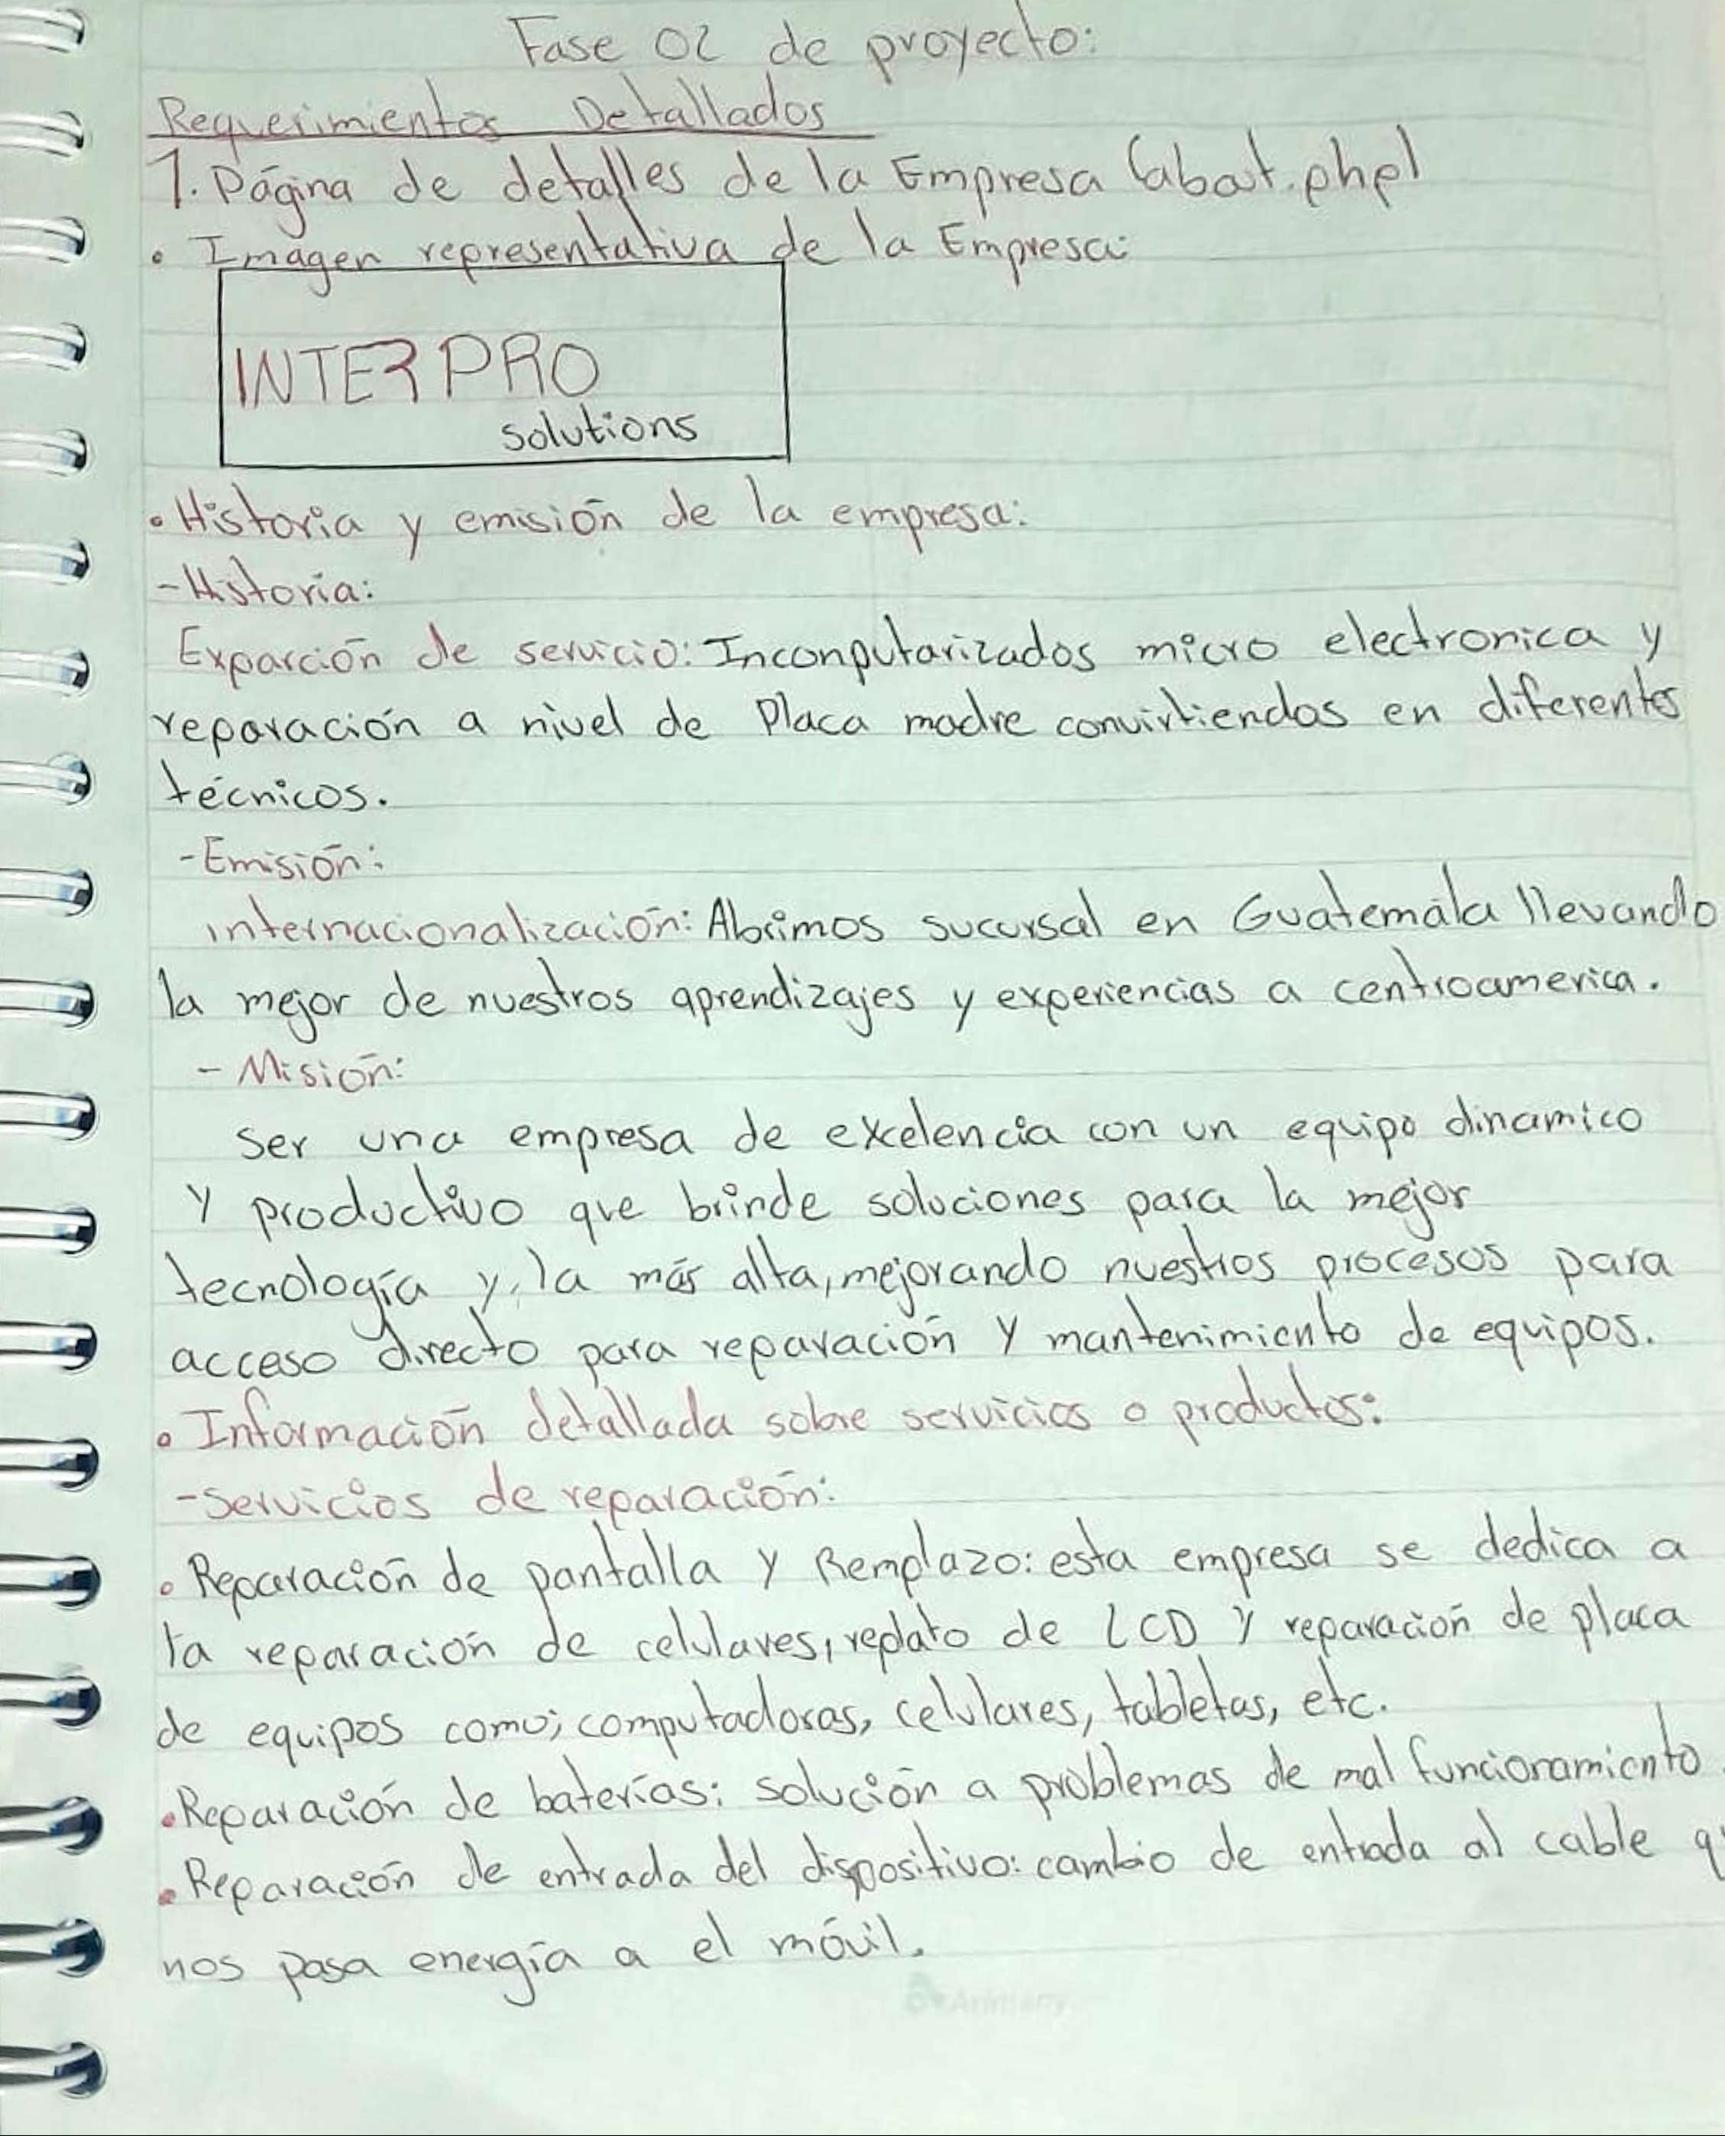 Fase 02 de proyecto:
Requerimientos Detallados
1. Página de detalles de la Empresa (abat.php)
• Imagen representativa de la Empresa:
INTERPRO
solutions
• Historia y emisión de la empresa:
- Historia:
Exparción de servicio: Inconputarizados micro electronica y
reparación a nivel de Placa madre convirtiendos en diferentes
técnicos.
- Emisión:
internacionalización: Abrimos sucursal en Guatemala llevando
la mejor de nuestros aprendizajes y experiencias a centroamerica.
- Misión:
ser una empresa de exelencia con un equipo dinamico
y productivo que brinde soluciones para la mejor
tecnología y, la más alta, mejorando nuestros procesos para
acceso directo para reparación y mantenimiento de equipos.
• Información detallada sobre servicios o productos:
- servicios de reparación:
• Reparación de pantalla y Remplazo: esta empresa se dedica a
la reparación de celulares, redato de LCD y reparación de placa
de equipos como; computadoras, celulares, tabletas, etc.
• Reparación de baterías: solución a problemas de mal funcionamiento.
• Reparación de entrada del dispositivo: cambio de entrada al cable
nos pasa energía a el móvil.